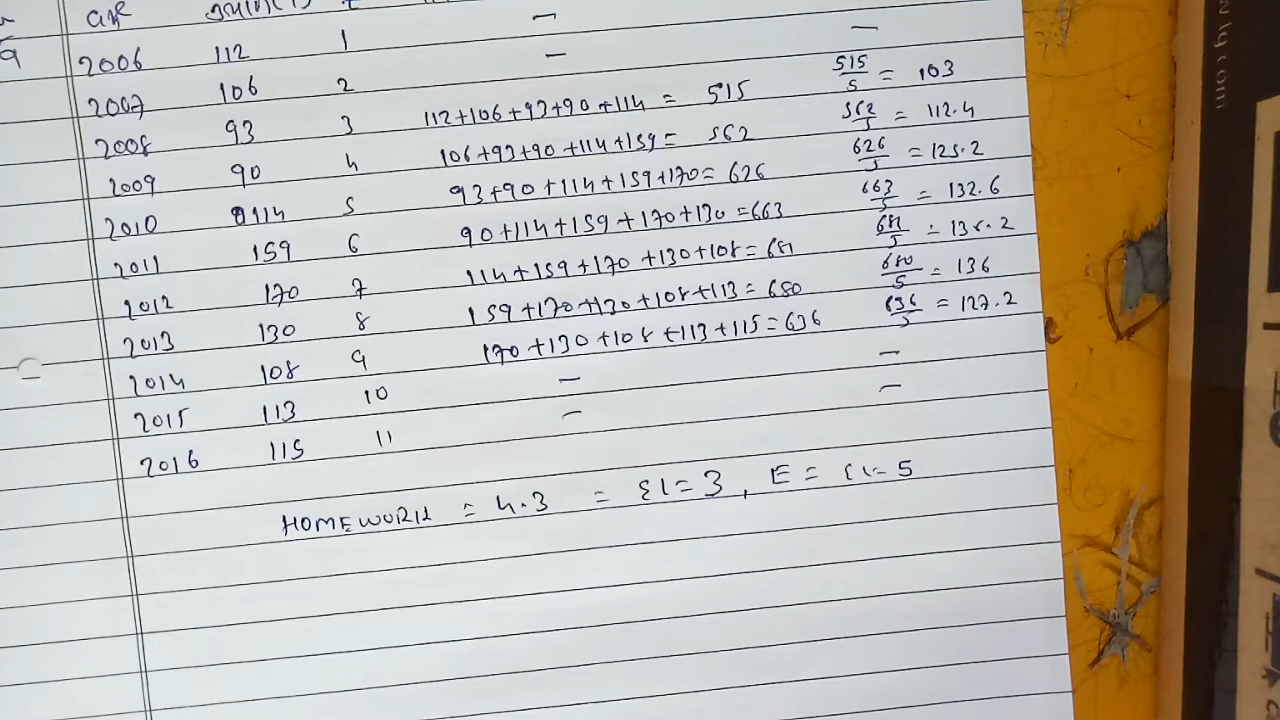 2006 112 1 – –
2007 106 2 – –
2008 93 3 112+106+93+90+114 = 515 515/5 = 103
2009 90 4 106+93+90+114+159= 562 562/5 = 112.4
2010 114 5 93+90+114+159+170= 626 626/5 = 125.2
2011 159 6 90+114+159+170+130 =663 663/5 = 132.6
2012 170 7 114+159+170+130+108= 681 681/5 = 136.2
2013 130 8 159+170+130+108+113= 680 680/5 = 136
2014 108 9 170+130+108+113+115=636 636/5 = 127.2
2015 113 10 – –
2016 115 11 – –
HOMEWORK = 4.3 = દા=3, E = દા=5